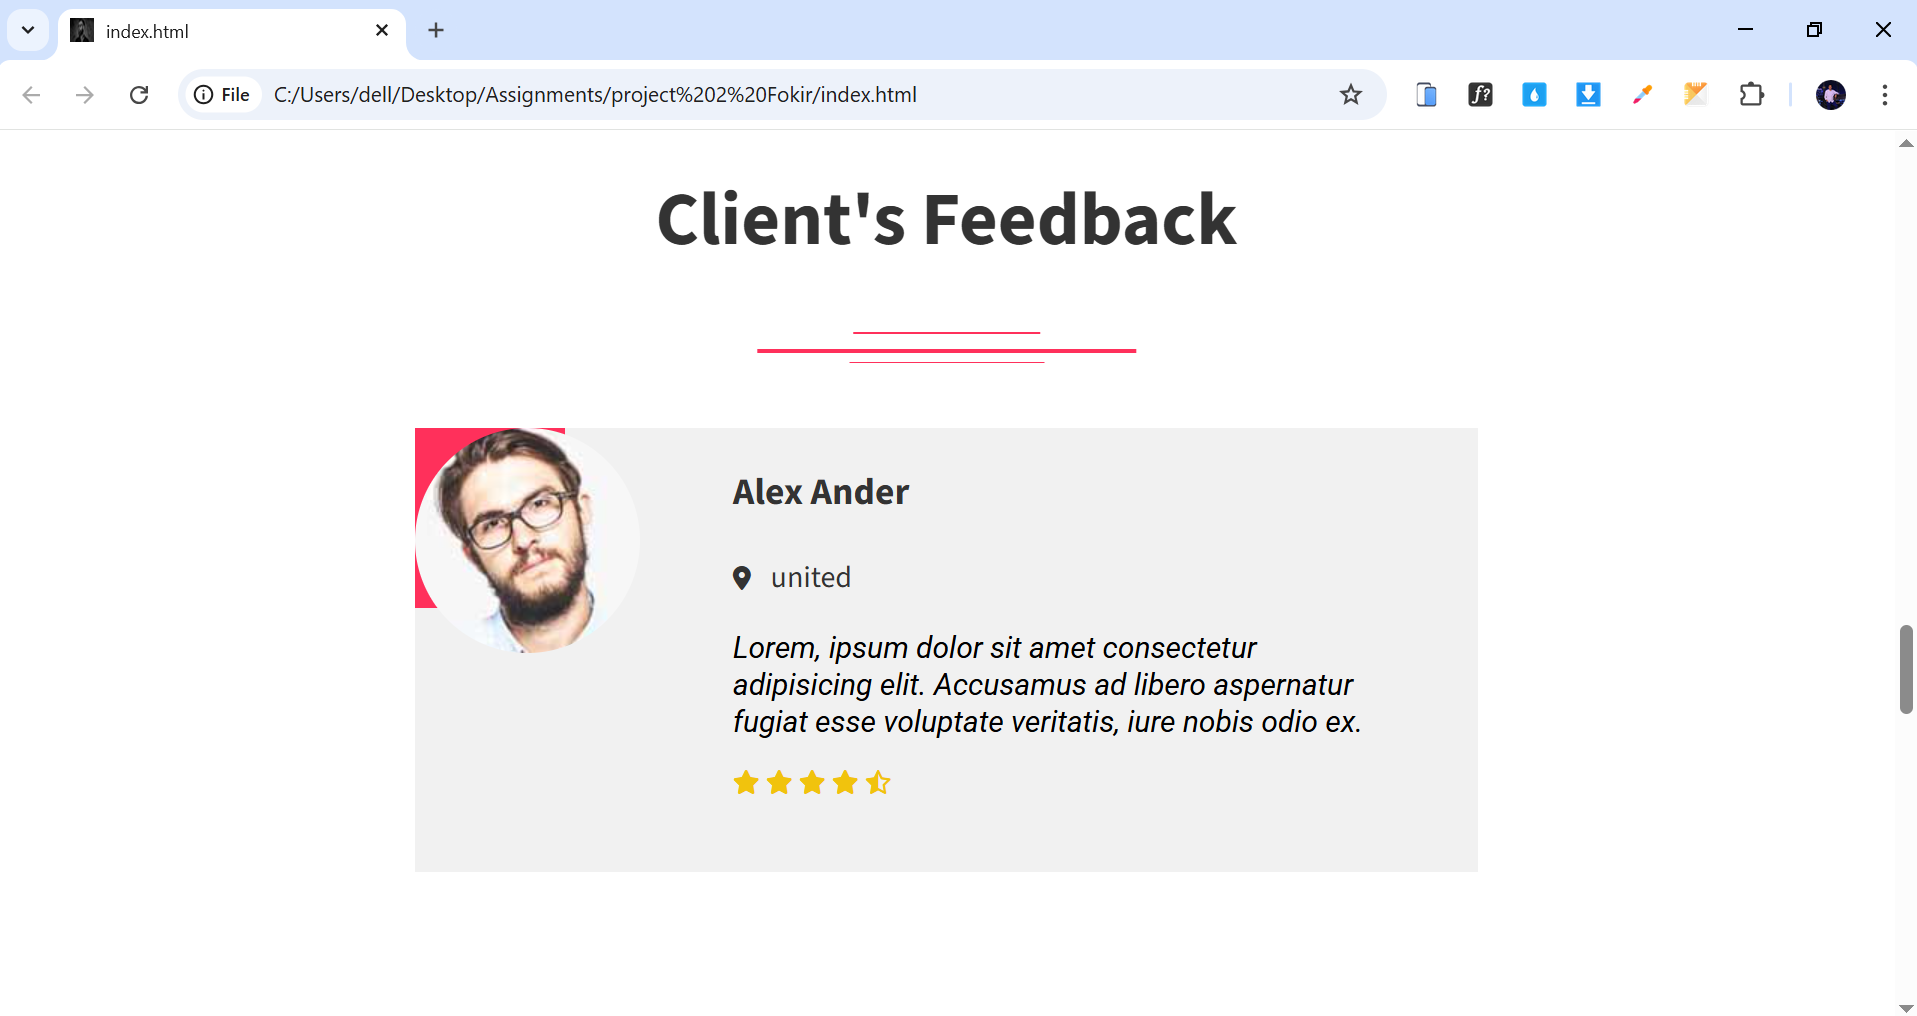 index.html
File
C:/Users/dell/Desktop/Assignments/project%202%20Fokir/index.html
f?
Client's Feedback
Alex Ander
united
Lorem, ipsum dolor sit amet consectetur
adipisicing elit. Accusamus ad libero aspernatur
fugiat esse voluptate veritatis, iure nobis odio ex.